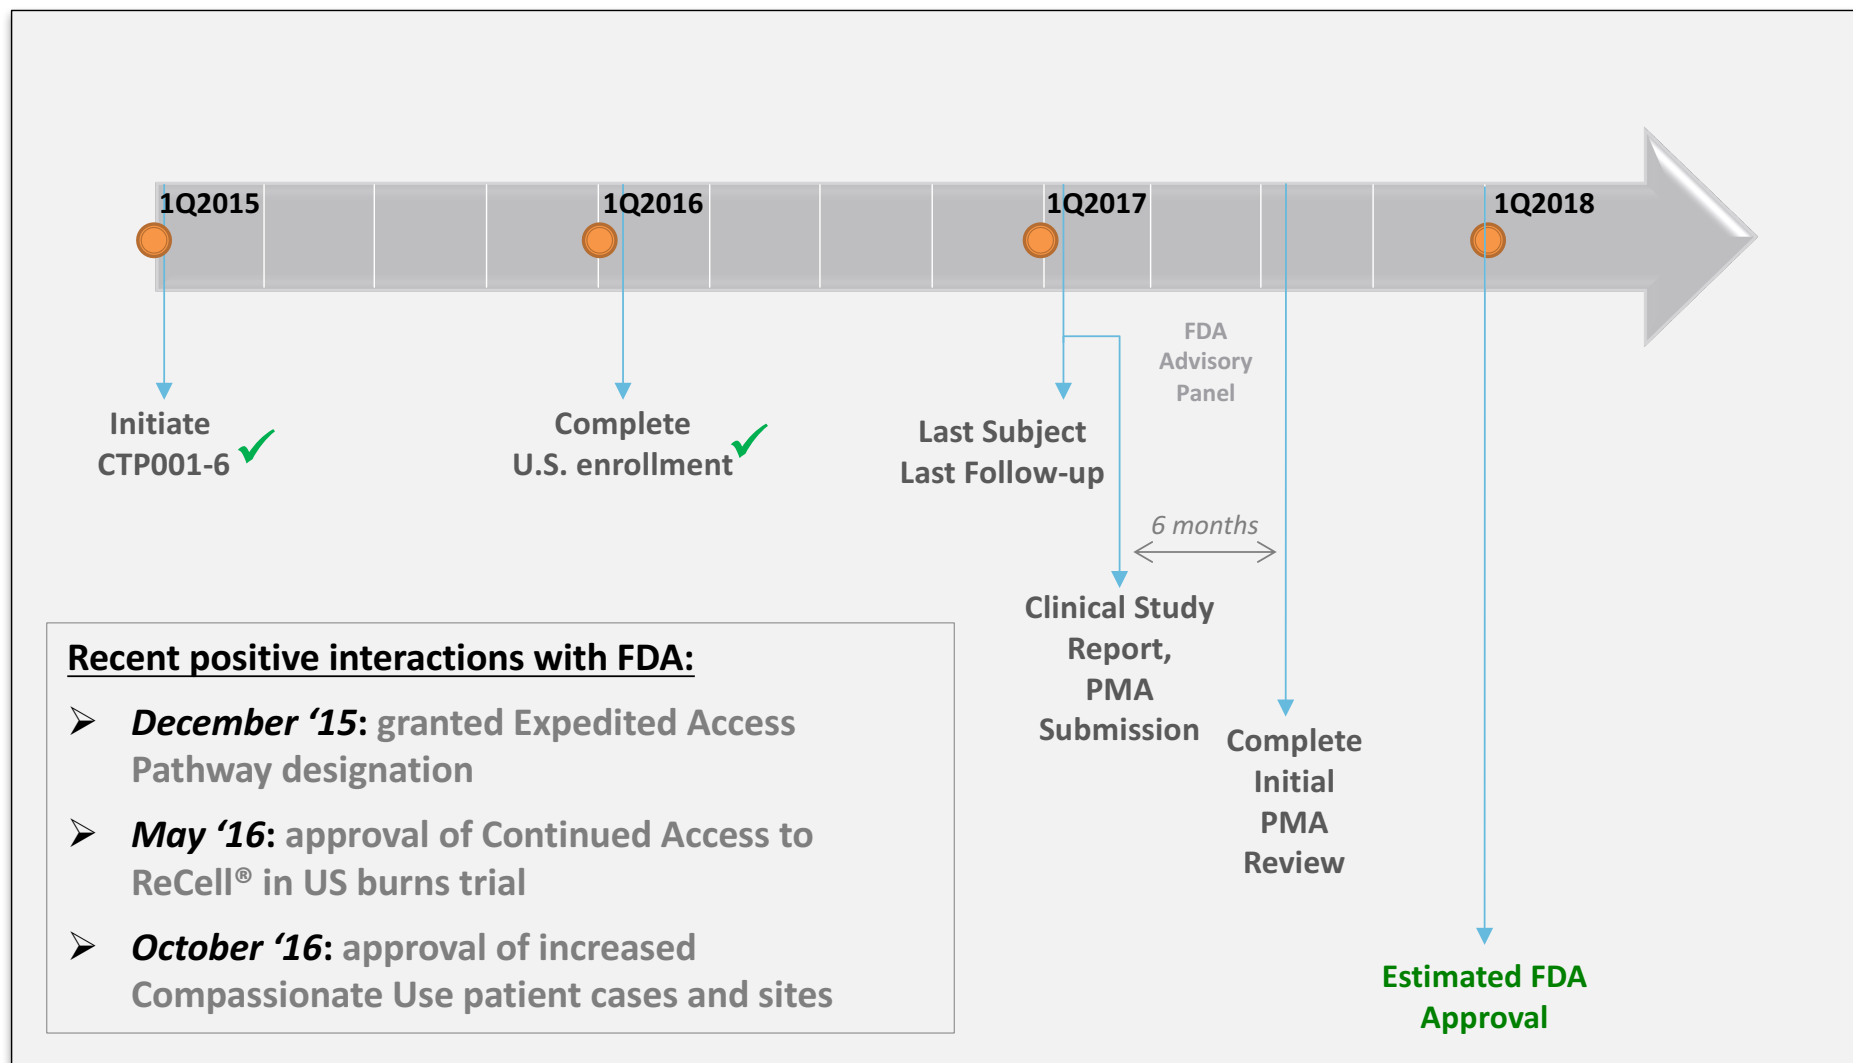 1Q2015
1Q2016
1Q2017
1Q2018
FDA
Advisory
Panel
Initiate
CTP001-6
Complete
U.S. enrollment
Last Subject
Last Follow-up
6 months
Clinical Study
Report,
PMA
Submission
Complete
Initial
PMA
Review
Estimated FDA
Approval
Recent positive interactions with FDA:
➢ December ‘15: granted Expedited Access
Pathway designation
➢ May ‘16: approval of Continued Access to
ReCell® in US burns trial
➢ October ‘16: approval of increased
Compassionate Use patient cases and sites